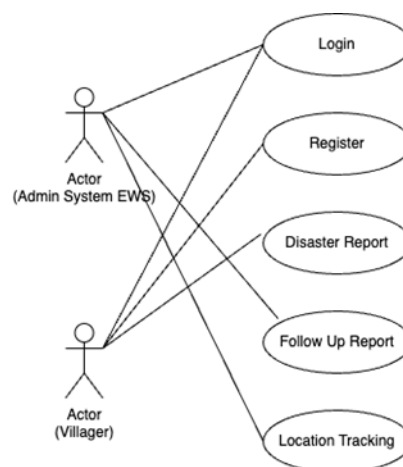 Login
Register
Actor
(Admin System EWS)
Disaster Report
Follow Up Report
Actor
(Villager)
Location Tracking